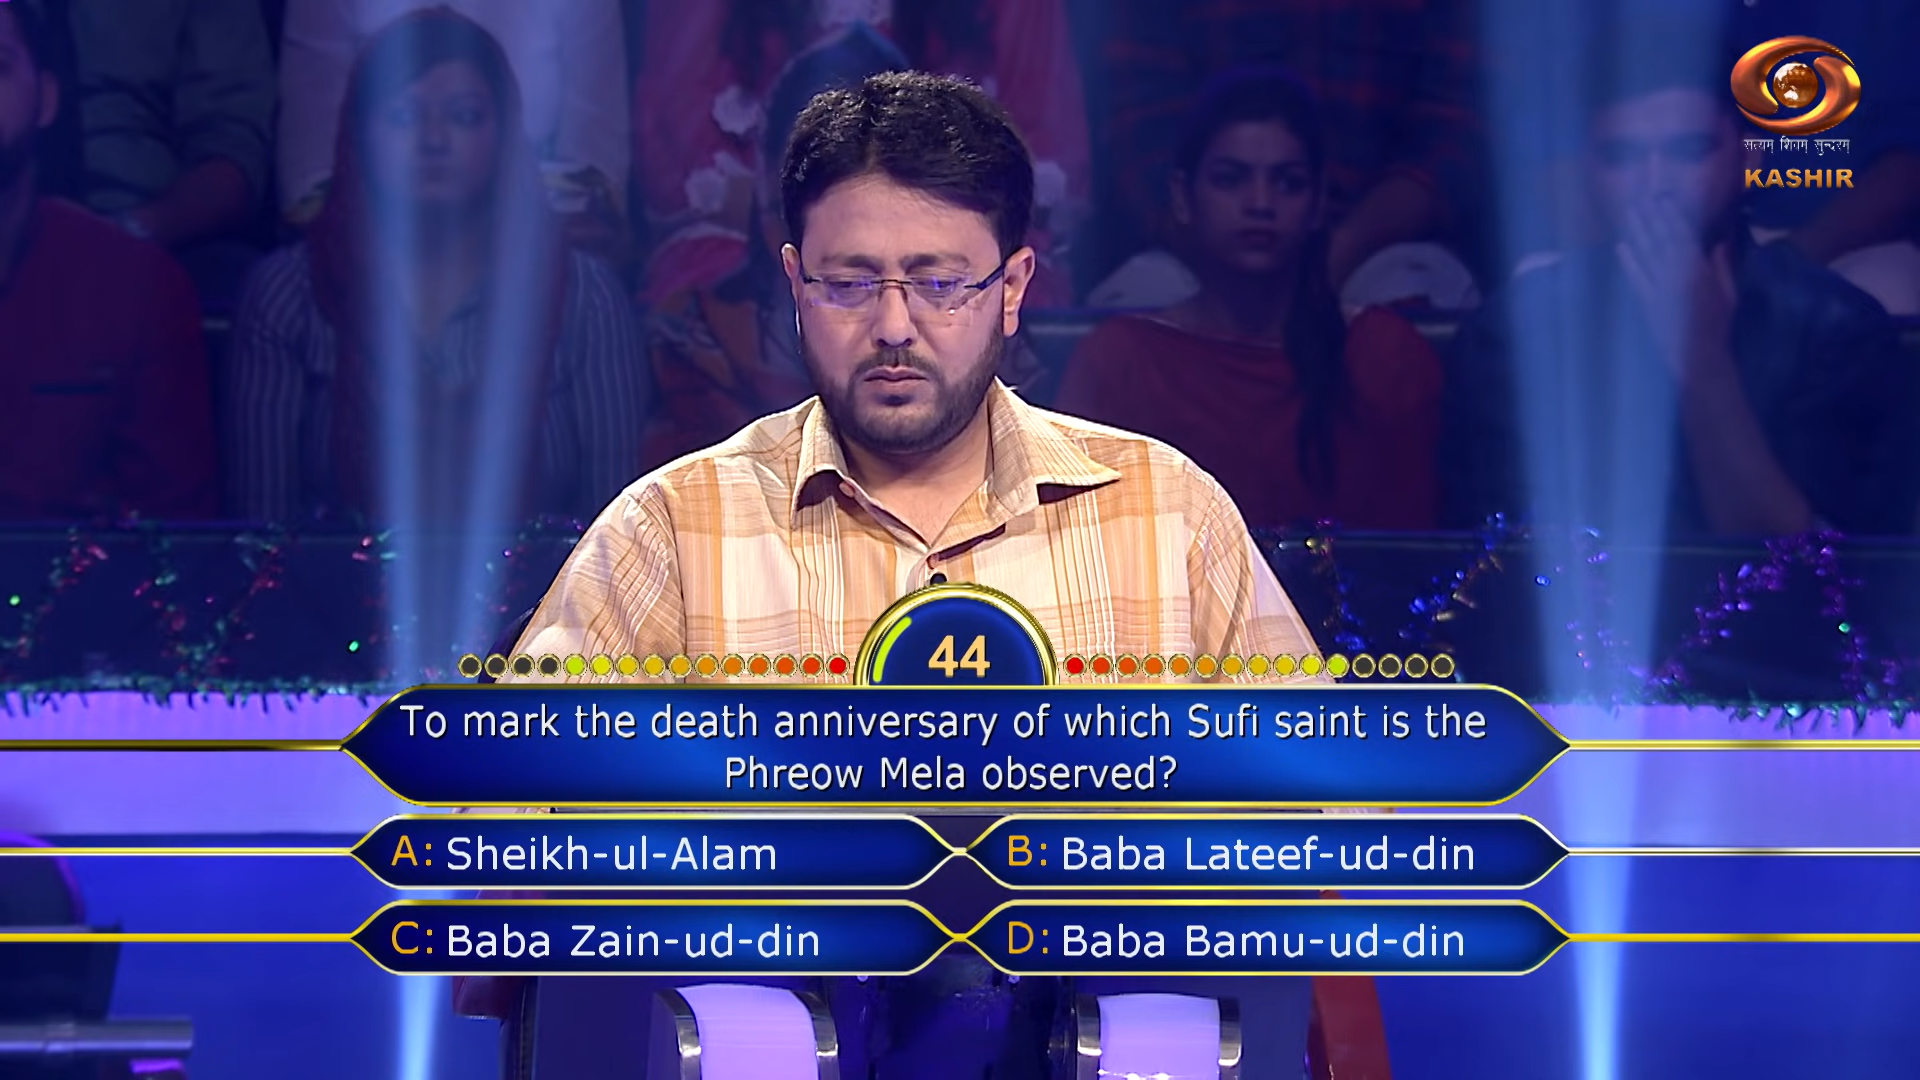 सत्यम् शिवम् सुन्दरम्
KASHIR
44
To mark the death anniversary of which Sufi saint is the
Phreow Mela observed?
A: Sheikh-ul-Alam
B: Baba Lateef-ud-din
C: Baba Zain-ud-din
D: Baba Bamu-ud-din